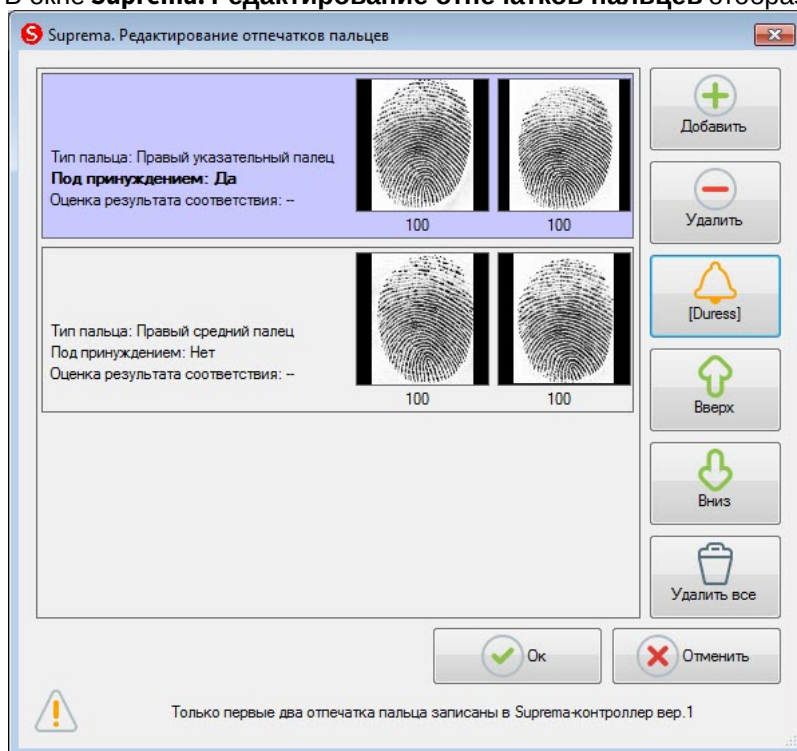 В окне Suprema. Редактирование отпечатков пальцев отобраз
Suprema. Редактирование отпечатков пальцев
Тип пальца: Правый указательный палец
Под принуждением: Да
Оценка результата соответствия: --
100 100
Тип пальца: Правый средний палец
Под принуждением: Нет
Оценка результата соответствия: --
100 100
Добавить
Удалить
[Duress]
Вверх
Вниз
Удалить все
Ок
Отменить
Только первые два отпечатка пальца записаны в Suprema-контроллер вер.1